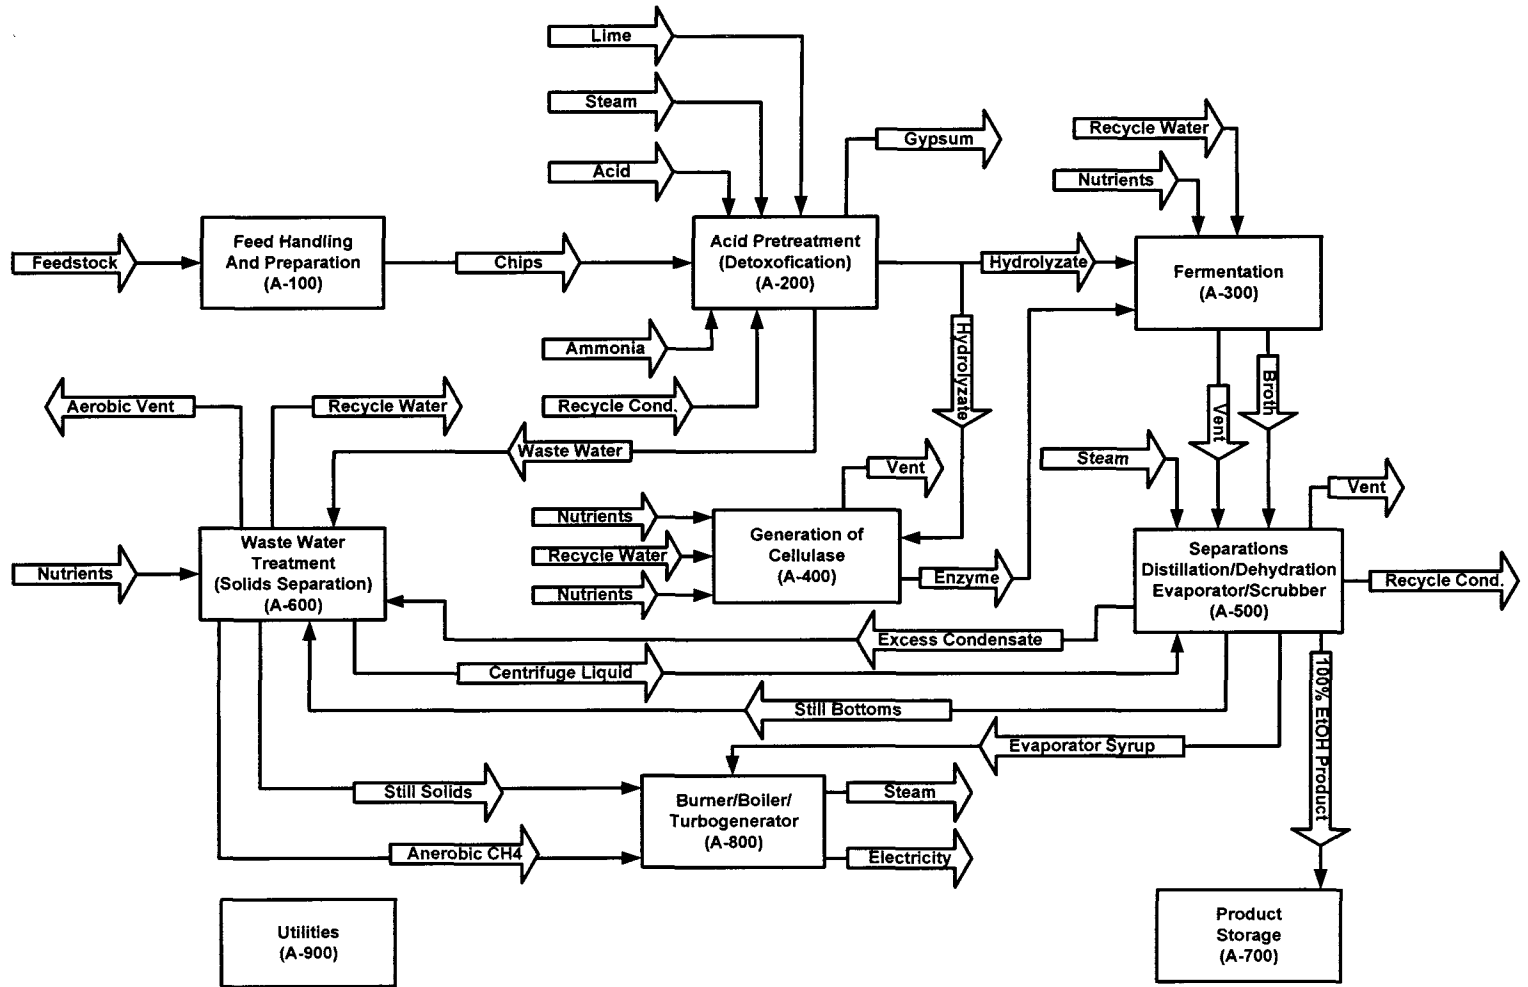 Lime
Steam
Acid
Gypsum
Recycle Water
Nutrients
Feedstock
Feed Handling
And Preparation
(A-100)
Chips
Acid Pretreatment
(Detoxofication)
(A-200)
Hydrolyzate
Fermentation
(A-300)
Ammonia
Hydrolyzate
Recycle Cond.
Aerobic Vent
Recycle Water
Waste Water
Vent
Broth
Steam
Vent
Vent
Nutrients
Recycle Water
Nutrients
Generation of
Cellulase
(A-400)
Enzyme
Nutrients
Waste Water
Treatment
(Solids Separation)
(A-600)
Separations
Distillation/Dehydration
Evaporator/Scrubber
(A-500)
Recycle Cond.
Excess Condensate
Centrifuge Liquid
Still Bottoms
Evaporator Syrup
100% EtOH Product
Still Solids
Anerobic CH4
Burner/Boiler/
Turbogenerator
(A-800)
Steam
Electricity
Utilities
(A-900)
Product
Storage
(A-700)